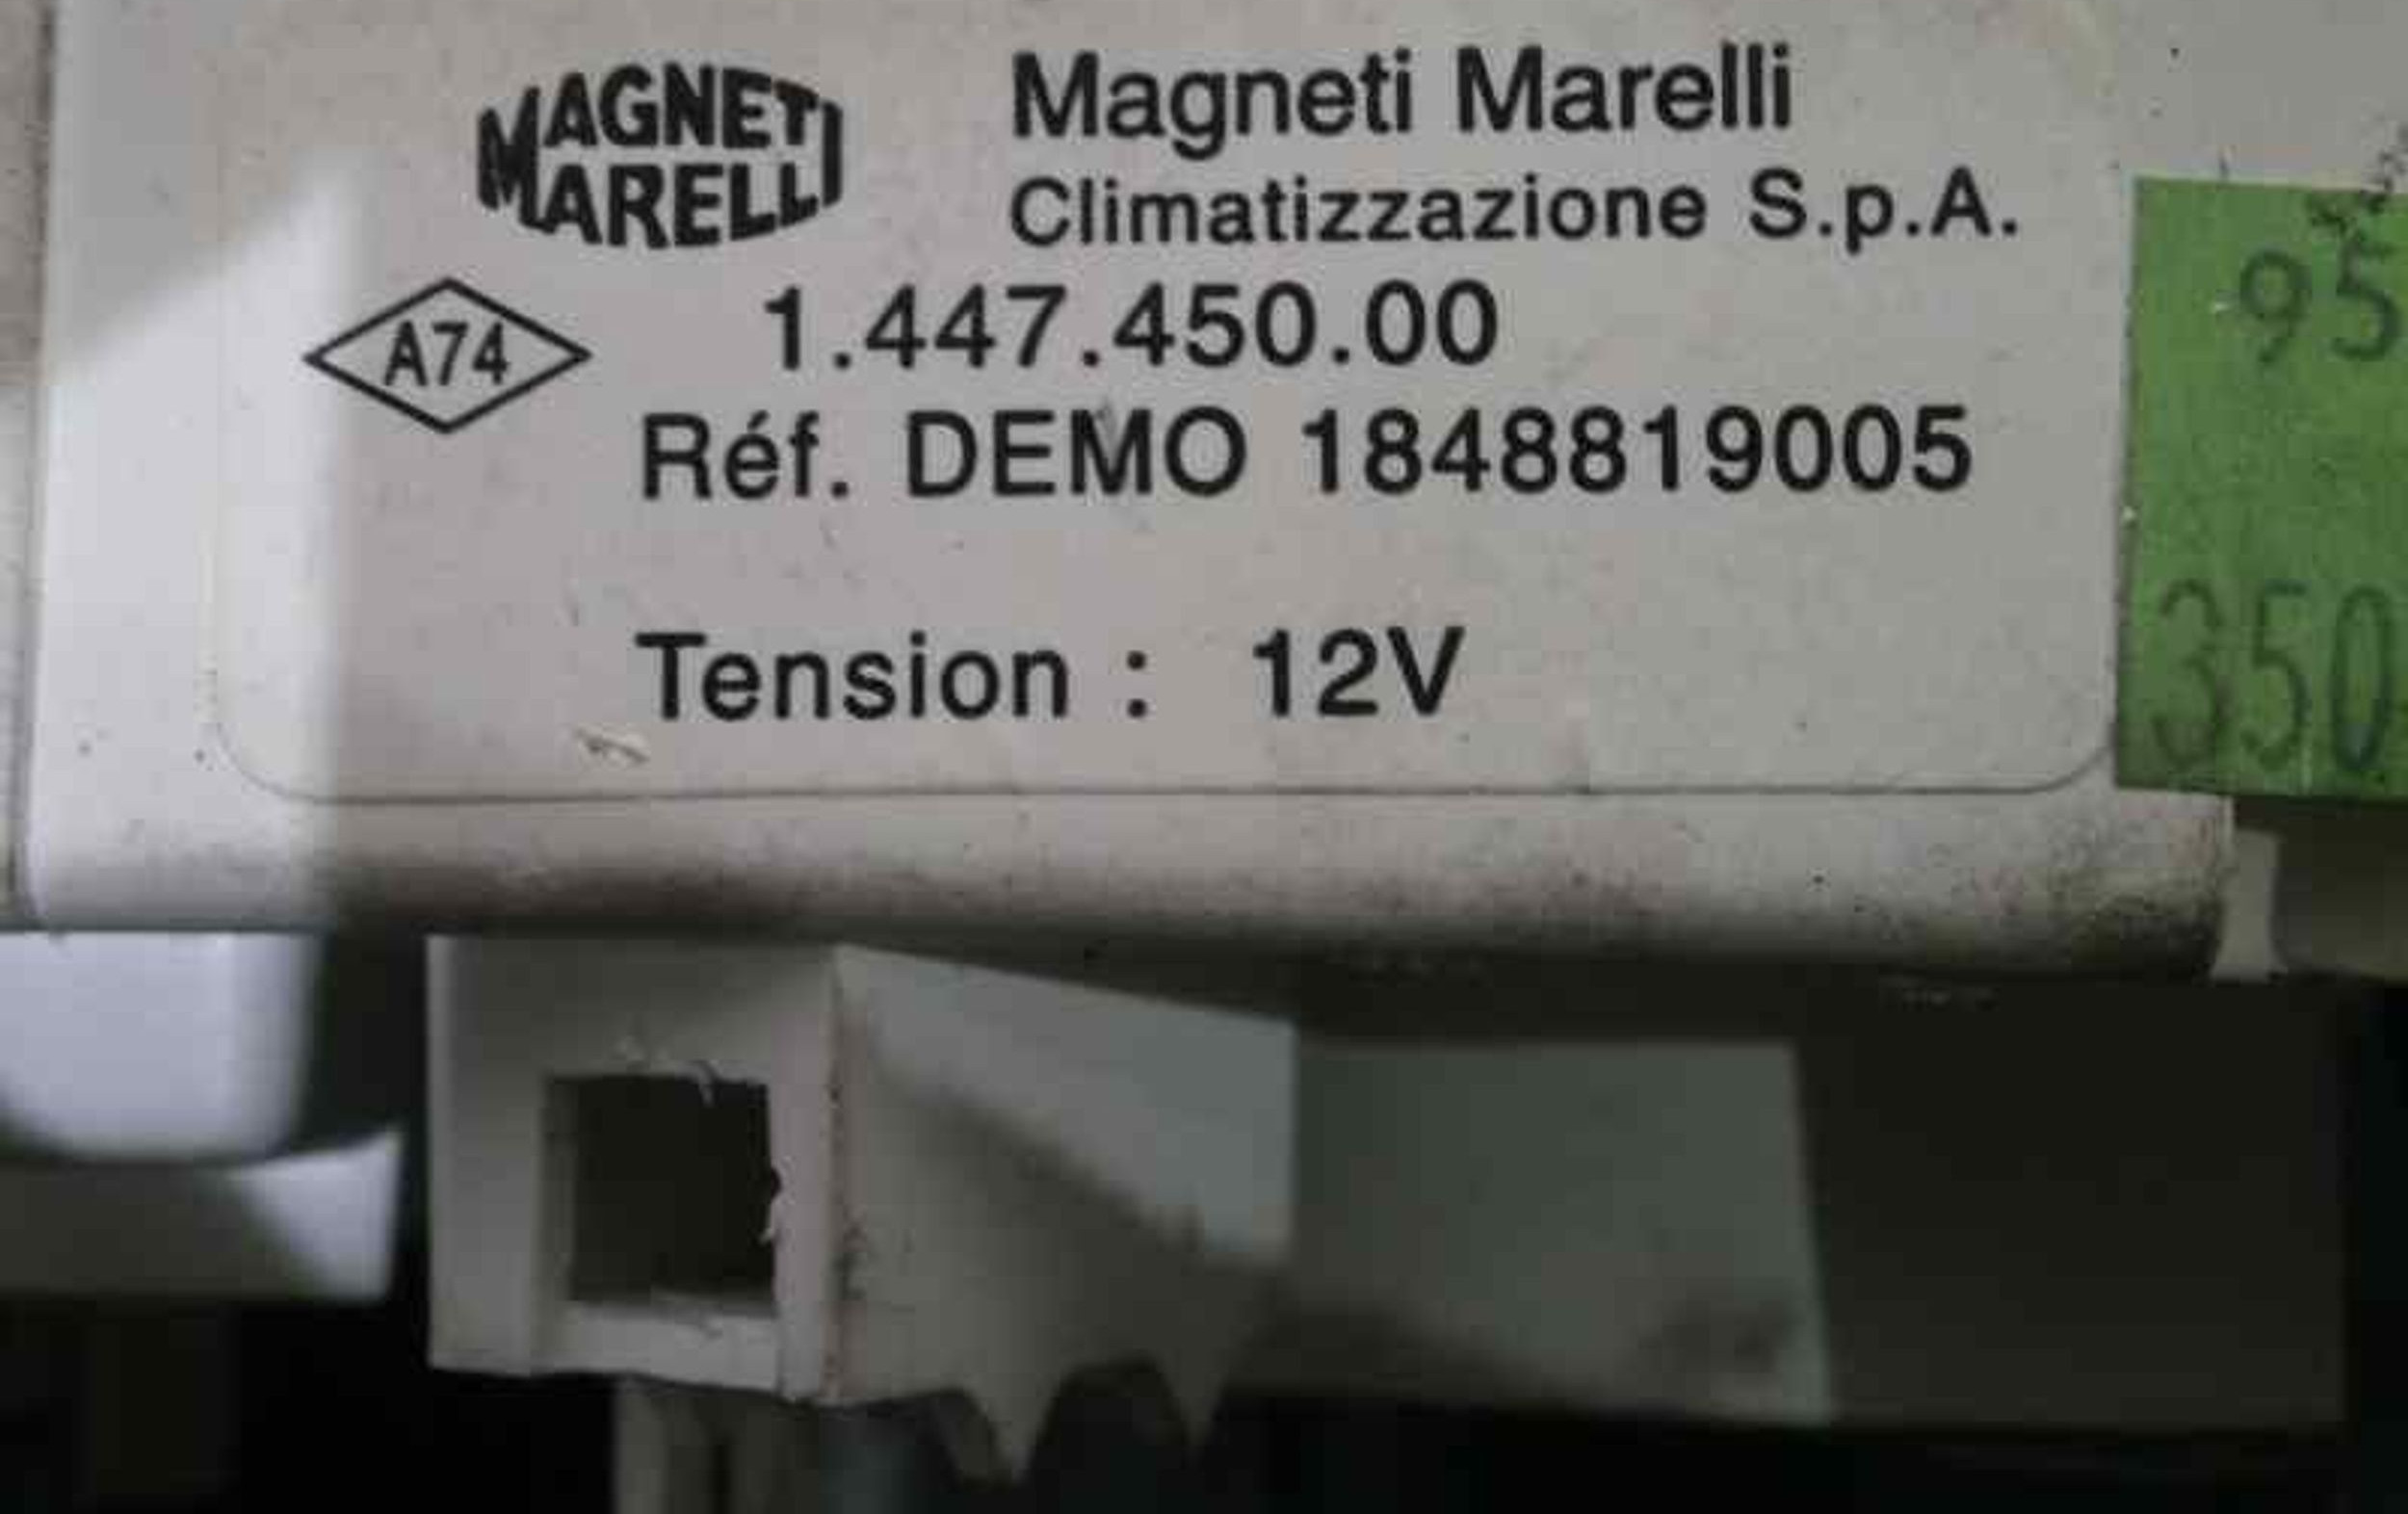 MAGNETI
MARELLI
Magneti Marelli
Climatizzazione S.p.A.
A74
1.447.450.00
Réf. DEMO 1848819005
Tension : 12V
95
350